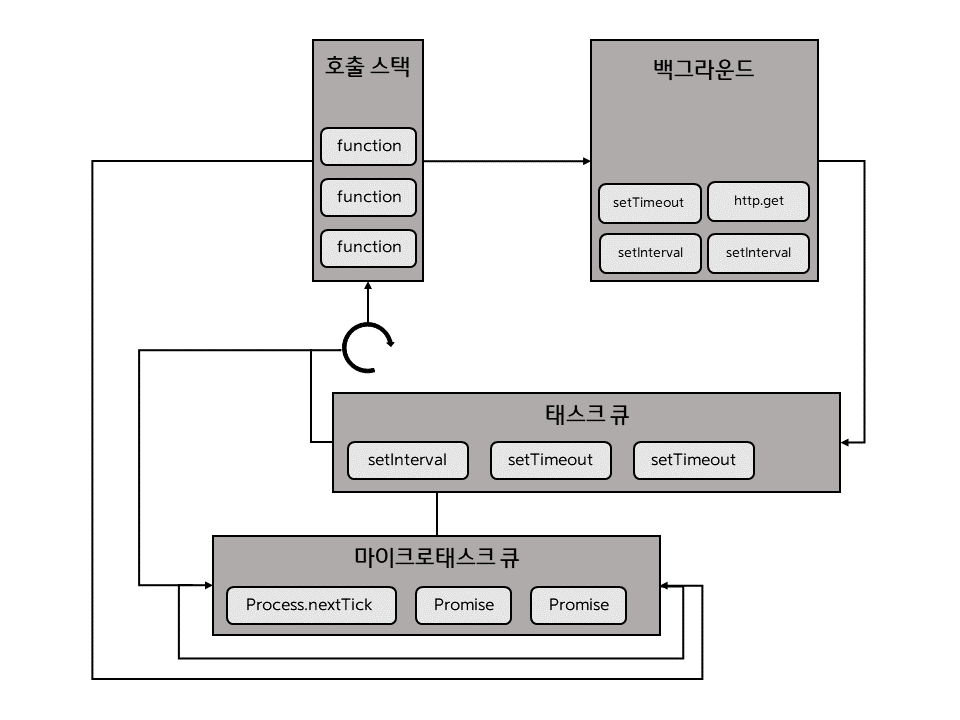 호출 스택
function
function
function
백그라운드
setTimeout
http.get
setInterval
setInterval
태스크 큐
setInterval
setTimeout
setTimeout
마이크로태스크 큐
Process.nextTick
Promise
Promise